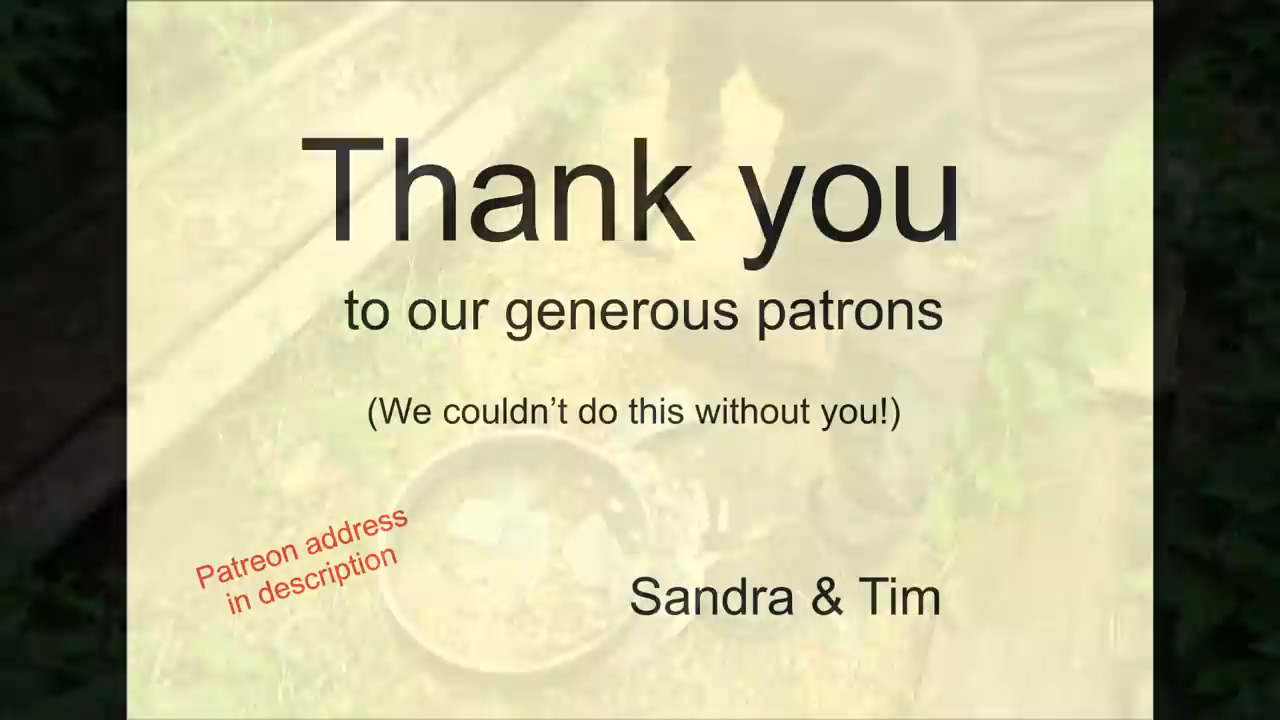 Thank you
to our generous patrons
(We couldn’t do this without you!)
Patreon address
in description
Sandra & Tim